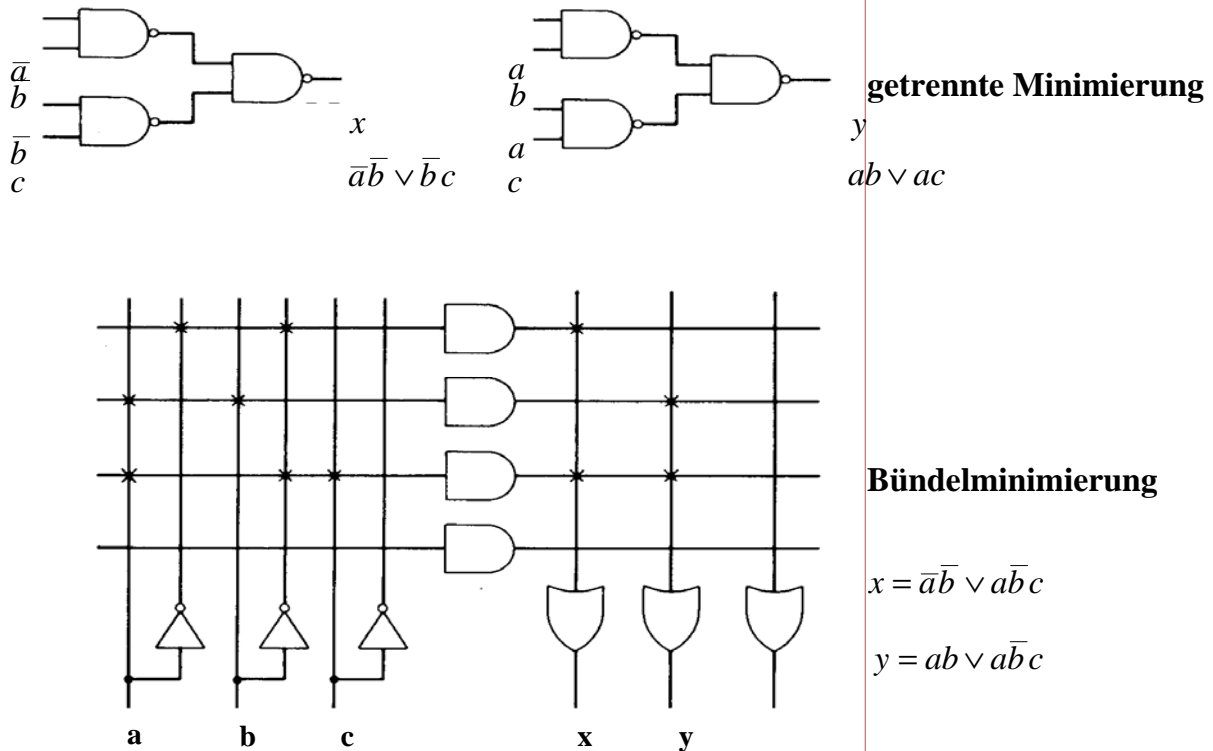 a̅
b̅
b̅
c
x
a̅b̅ ∨ b̅c
a
b
a
c
y
ab ∨ ac
getrennte Minimierung
Bündelminimierung
x = a̅b̅ ∨ ab̅c
y = ab ∨ ab̅c
a b c x y